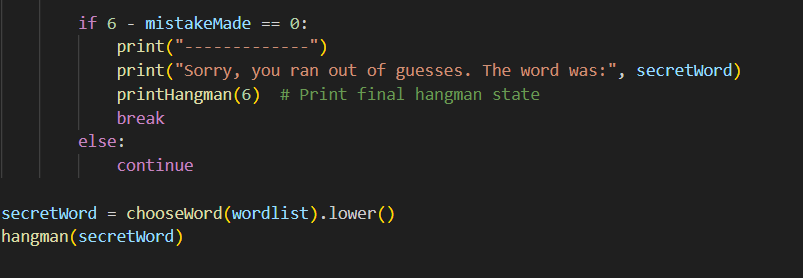 if 6 - mistakeMade == 0:
print("-------------")
print("Sorry, you ran out of guesses. The word was:", secretWord)
printHangman(6)  # Print final hangman state
break
else:
continue
secretWord = chooseWord(wordlist).lower()
hangman(secretWord)